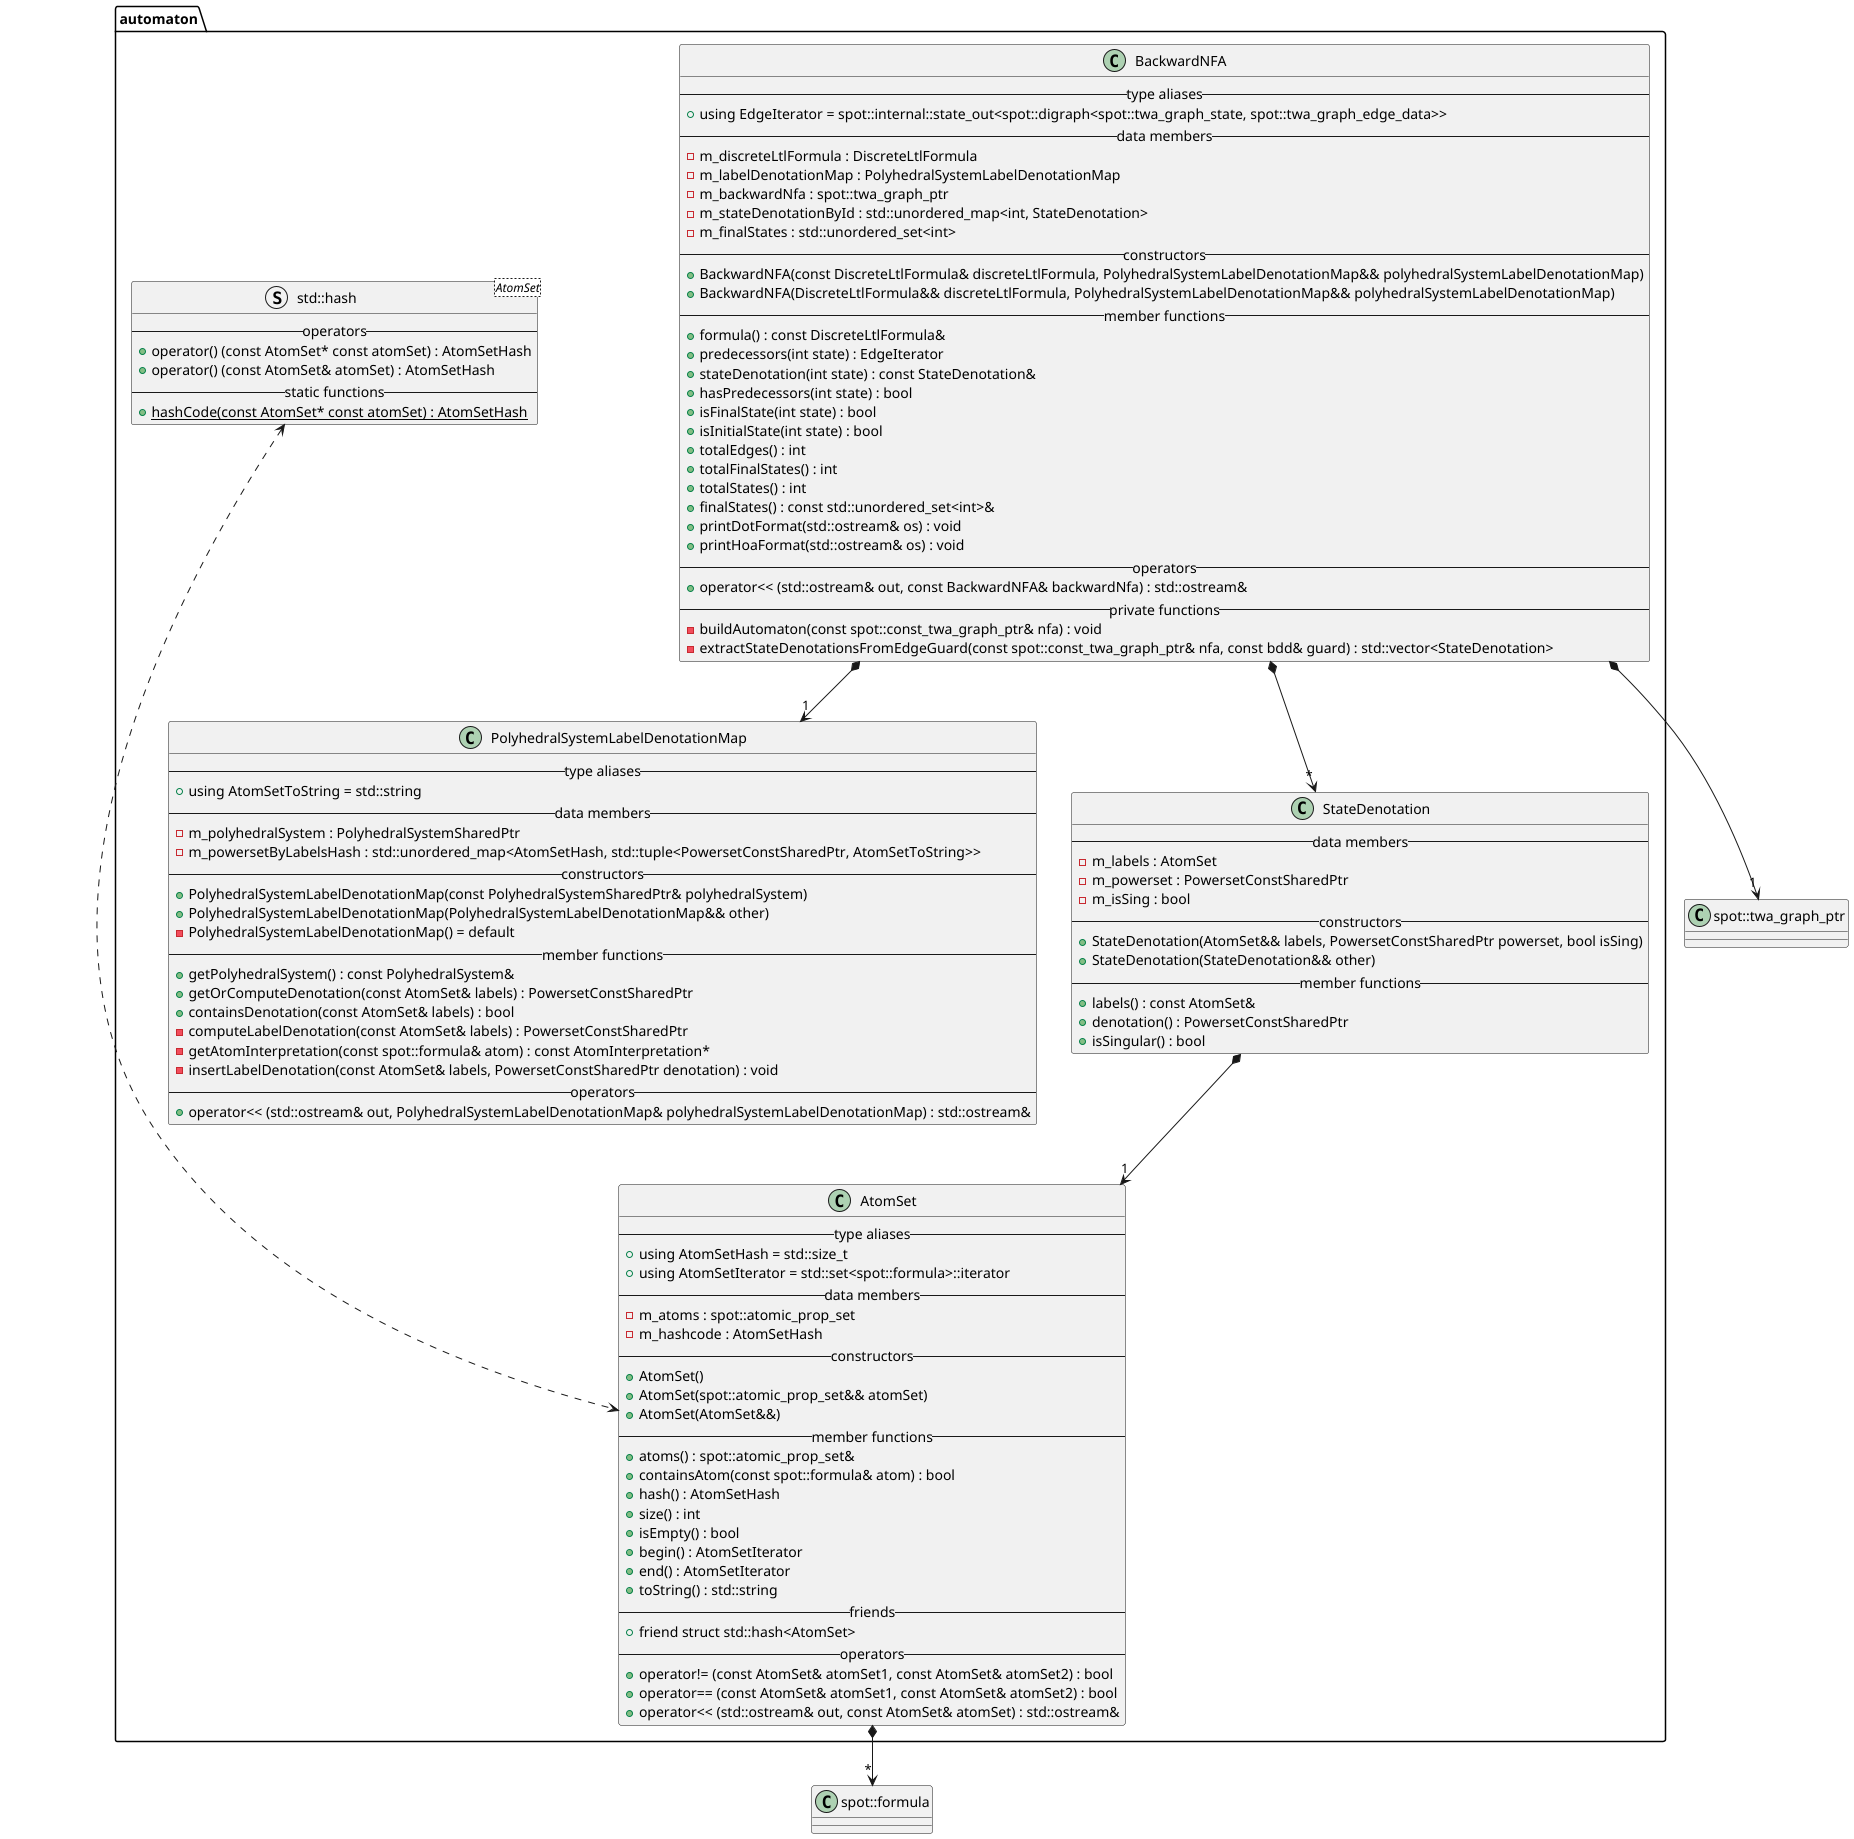 automaton
C BackwardNFA
type aliases
using EdgeIterator = spot::internal::state_out<spot::digraph<spot::twa_graph_state, spot::twa_graph_edge_data>>
data members
m_discreteLtlFormula : DiscreteLtlFormula
m_labelDenotationMap : PolyhedralSystemLabelDenotationMap
m_backwardNfa : spot::twa_graph_ptr
m_stateDenotationById : std::unordered_map<int, StateDenotation>
m_finalStates : std::unordered_set<int>
constructors
BackwardNFA(const DiscreteLtlFormula& discreteLtlFormula, PolyhedralSystemLabelDenotationMap&& polyhedralSystemLabelDenotationMap)
BackwardNFA(DiscreteLtlFormula&& discreteLtlFormula, PolyhedralSystemLabelDenotationMap&& polyhedralSystemLabelDenotationMap)
member functions
formula() : const DiscreteLtlFormula&
predecessors(int state) : EdgeIterator
stateDenotation(int state) : const StateDenotation&
hasPredecessors(int state) : bool
isFinalState(int state) : bool
isInitialState(int state) : bool
totalEdges() : int
totalFinalStates() : int
totalStates() : int
finalStates() : const std::unordered_set<int>&
printDotFormat(std::ostream& os) : void
printHoaFormat(std::ostream& os) : void
operators
operator<< (std::ostream& out, const BackwardNFA& backwardNfa) : std::ostream&
private functions
buildAutomaton(const spot::const_twa_graph_ptr& nfa) : void
extractStateDenotationsFromEdgeGuard(const spot::const_twa_graph_ptr& nfa, const bdd& guard) : std::vector<StateDenotation>
S std::hash
AtomSet
operators
operator() (const AtomSet* const atomSet) : AtomSetHash
operator() (const AtomSet& atomSet) : AtomSetHash
static functions
hashCode(const AtomSet* const atomSet) : AtomSetHash
1
*
1
C PolyhedralSystemLabelDenotationMap
type aliases
using AtomSetToString = std::string
data members
m_polyhedralSystem : PolyhedralSystemSharedPtr
m_powersetByLabelsHash : std::unordered_map<AtomSetHash, std::tuple<PowersetConstSharedPtr, AtomSetToString>>
constructors
PolyhedralSystemLabelDenotationMap(const PolyhedralSystemSharedPtr& polyhedralSystem)
PolyhedralSystemLabelDenotationMap(PolyhedralSystemLabelDenotationMap&& other)
PolyhedralSystemLabelDenotationMap() = default
member functions
getPolyhedralSystem() : const PolyhedralSystem&
getOrComputeDenotation(const AtomSet& labels) : PowersetConstSharedPtr
containsDenotation(const AtomSet& labels) : bool
computeLabelDenotation(const AtomSet& labels) : PowersetConstSharedPtr
getAtomInterpretation(const spot::formula& atom) : const AtomInterpretation*
insertLabelDenotation(const AtomSet& labels, PowersetConstSharedPtr denotation) : void
operators
operator<< (std::ostream& out, PolyhedralSystemLabelDenotationMap& polyhedralSystemLabelDenotationMap) : std::ostream&
C StateDenotation
data members
m_labels : AtomSet
m_powerset : PowersetConstSharedPtr
m_isSing : bool
constructors
StateDenotation(AtomSet&& labels, PowersetConstSharedPtr powerset, bool isSing)
StateDenotation(StateDenotation&& other)
member functions
labels() : const AtomSet&
denotation() : PowersetConstSharedPtr
isSingular() : bool
C spot::twa_graph_ptr
1
C AtomSet
type aliases
using AtomSetHash = std::size_t
using AtomSetIterator = std::set<spot::formula>::iterator
data members
m_atoms : spot::atomic_prop_set
m_hashcode : AtomSetHash
constructors
AtomSet()
AtomSet(spot::atomic_prop_set&& atomSet)
AtomSet(AtomSet&&)
member functions
atoms() : spot::atomic_prop_set&
containsAtom(const spot::formula& atom) : bool
hash() : AtomSetHash
size() : int
isEmpty() : bool
begin() : AtomSetIterator
end() : AtomSetIterator
toString() : std::string
friends
friend struct std::hash<AtomSet>
operators
operator!= (const AtomSet& atomSet1, const AtomSet& atomSet2) : bool
operator== (const AtomSet& atomSet1, const AtomSet& atomSet2) : bool
operator<< (std::ostream& out, const AtomSet& atomSet) : std::ostream&
*
C spot::formula